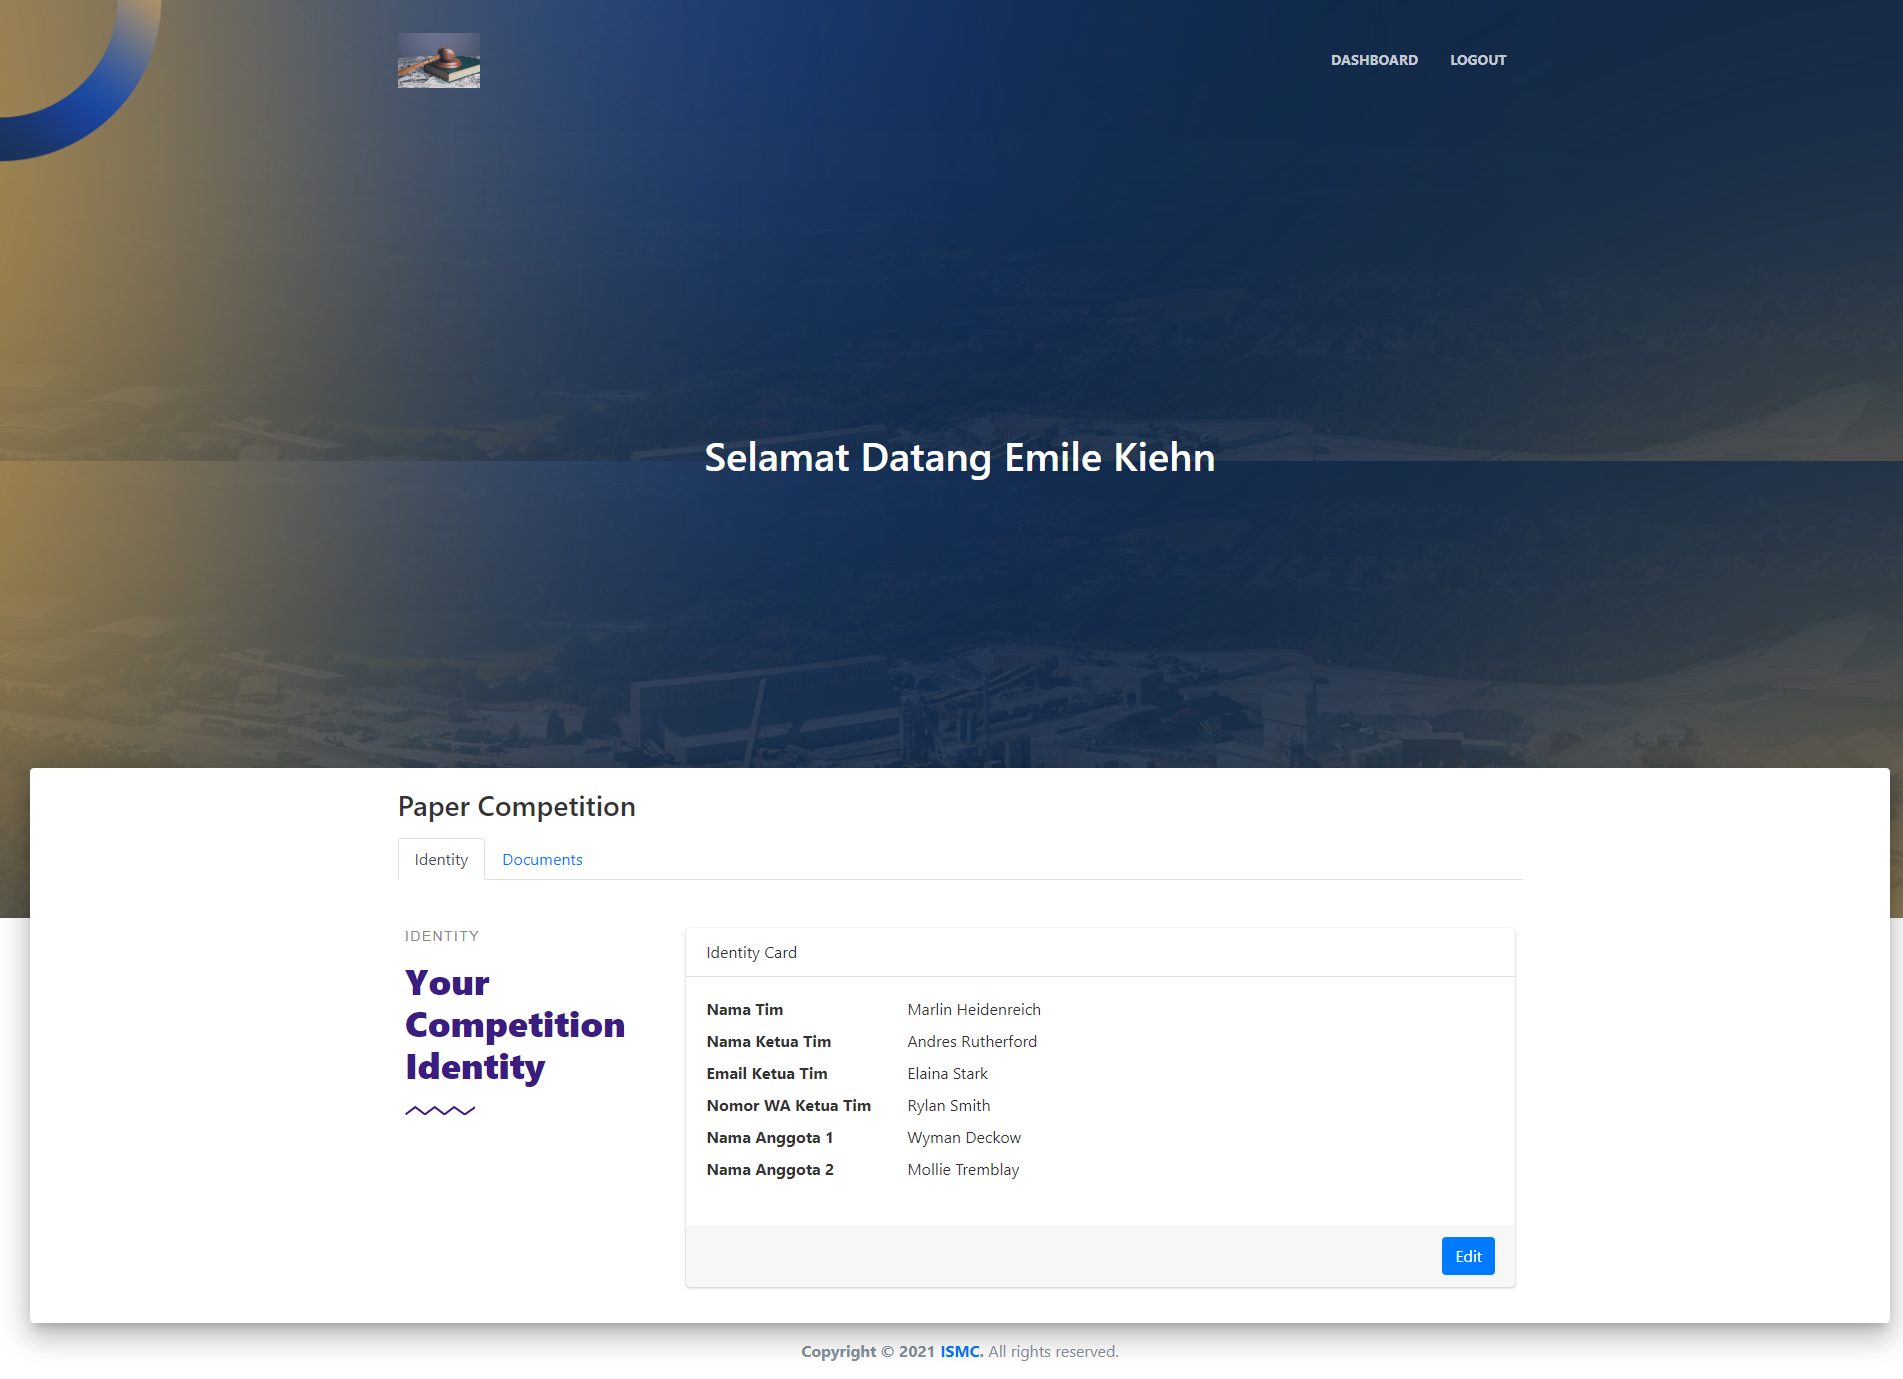 DASHBOARD LOGOUT
Selamat Datang Emile Kiehn
Paper Competition
Identity Documents
IDENTITY
Your
Competition
Identity
Identity Card
Nama Tim Marlin Heidenreich
Nama Ketua Tim Andres Rutherford
Email Ketua Tim Elaina Stark
Nomor WA Ketua Tim Rylan Smith
Nama Anggota 1 Wyman Deckow
Nama Anggota 2 Mollie Tremblay
Edit
Copyright © 2021 ISMC. All rights reserved.